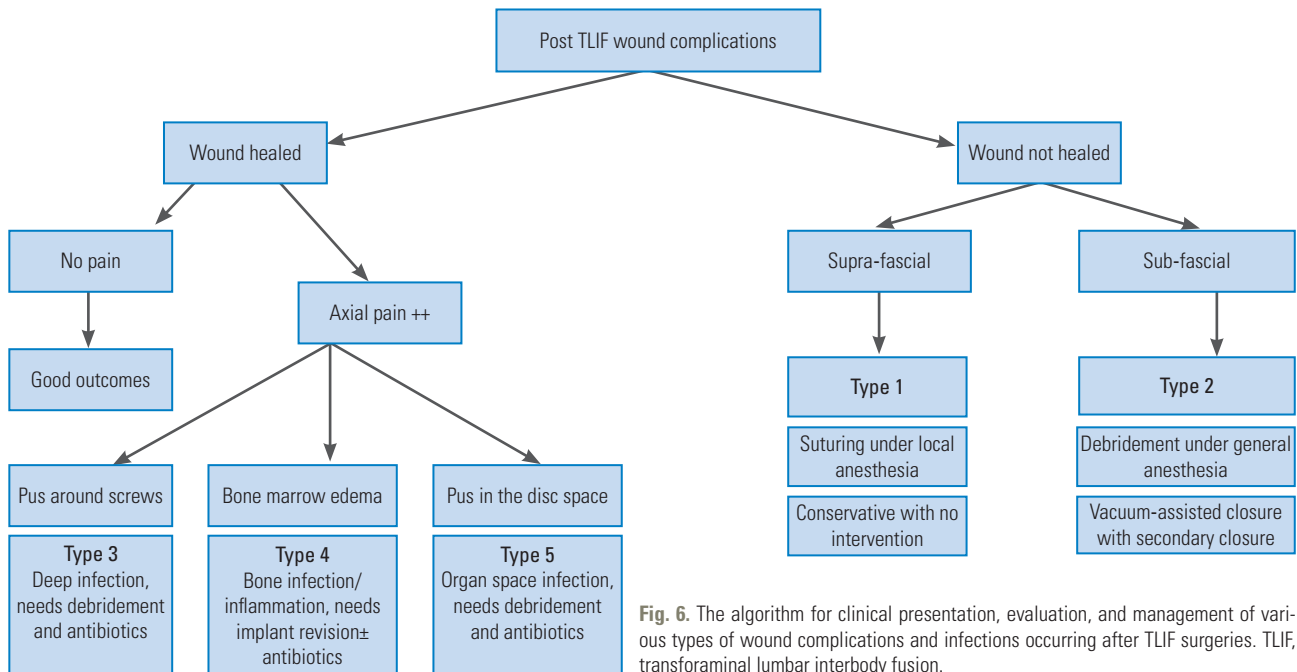 Post TLIF wound complications
Wound healed
Wound not healed
No pain
Supra-fascial
Sub-fascial
Axial pain ++
Good outcomes
Type 1
Type 2
Suturing under local
anesthesia
Debridement under general
anesthesia
Pus around screws
Bone marrow edema
Pus in the disc space
Conservative with no
intervention
Vacuum-assisted closure
with secondary closure
Type 3
Deep infection,
needs debridement
and antibiotics
Type 4
Bone infection/
inflammation, needs
implant revision±
antibiotics
Type 5
Organ space infection,
needs debridement
and antibiotics
Fig. 6. The algorithm for clinical presentation, evaluation, and management of vari-
ous types of wound complications and infections occurring after TLIF surgeries. TLIF,
transforaminal lumbar interbody fusion.